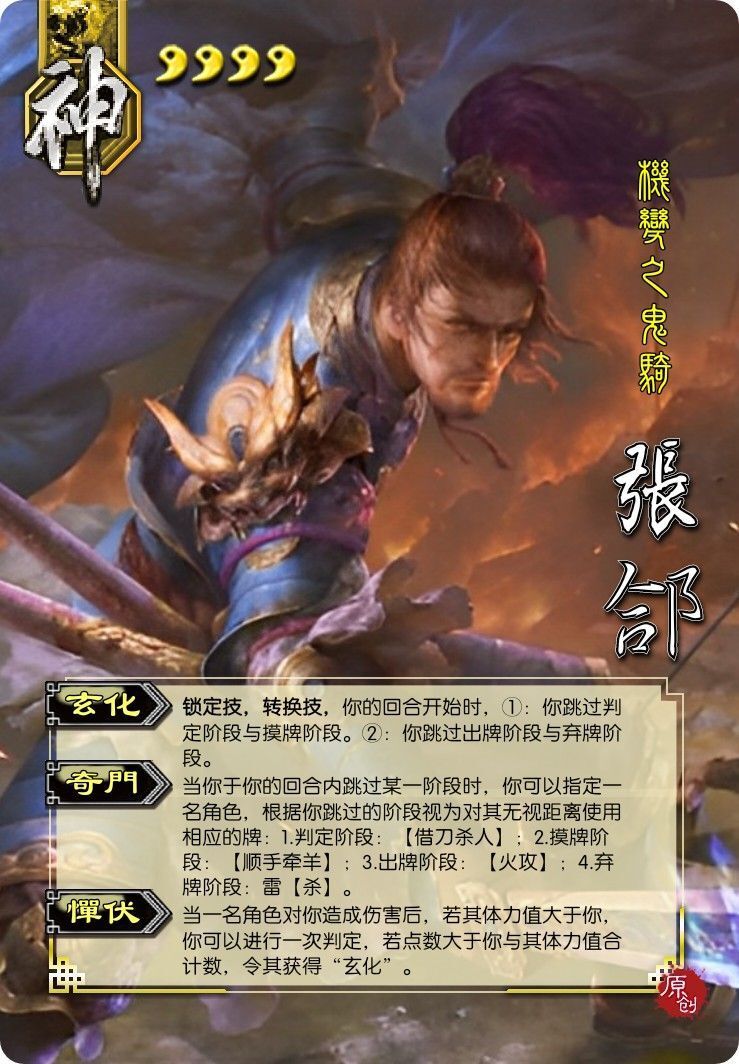 神
機變之鬼騎
張郃
玄化
锁定技，转换技，你的回合开始时，①：你跳过判
定阶段与摸牌阶段。②：你跳过出牌阶段与弃牌阶
段。
奇門
当你于你的回合内跳过某一阶段时，你可以指定一
名角色，根据你跳过的阶段视为对其无视距离使用
相应的牌：1.判定阶段：【借刀杀人】；2.摸牌阶
段：【顺手牵羊】；3.出牌阶段：【火攻】；4.弃
牌阶段：雷【杀】。
憚伏
当一名角色对你造成伤害后，若其体力值大于你，
你可以进行一次判定，若点数大于你与其体力值合
计数，令其获得“玄化”。
原创